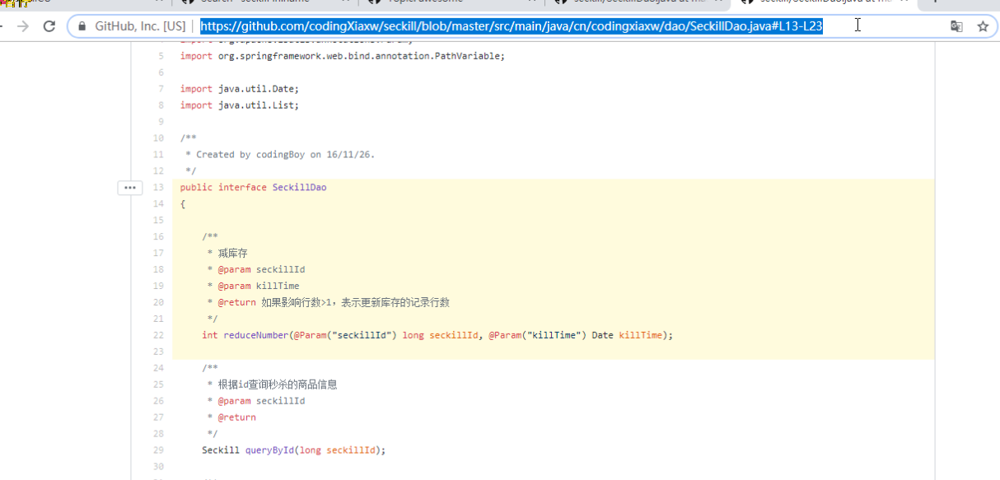 GitHub, Inc. [US] https://github.com/codingXiaxw/seckill/blob/master/src/main/java/cn/codingxiaxw/dao/SeckillDao.java#L13-L23
5 import org.springframework.web.bind.annotation.PathVariable;
6
7 import java.util.Date;
8 import java.util.List;
9
10 /**
11 * Created by codingBoy on 16/11/26.
12 */
13 public interface SeckillDao
14 {
15
16 /**
17 * 减库存
18 * @param seckillId
19 * @param killTime
20 * @return 如果影响行数>1，表示更新库存的记录行数
21 */
22 int reduceNumber(@Param("seckillId") long seckillId, @Param("killTime") Date killTime);
23
24 /**
25 * 根据id查询秒杀的商品信息
26 * @param seckillId
27 * @return
28 */
29 Seckill queryById(long seckillId);
30